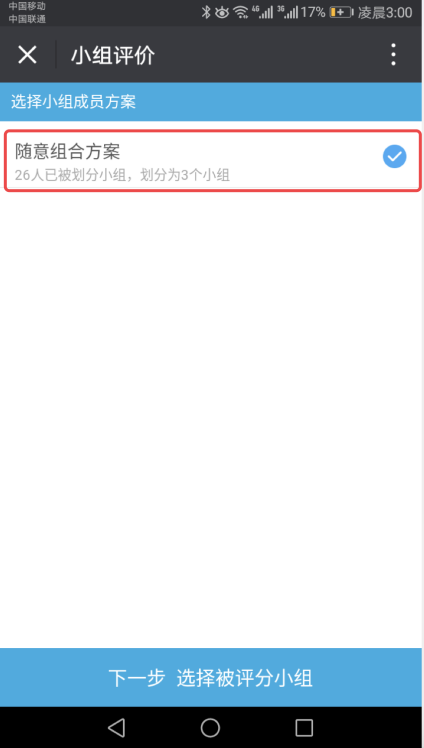 中国移动
中国联通
46 36 17% 凌晨3:00
小组评价
选择小组成员方案
随意组合方案
26人已被划分小组，划分为3个小组
下一步 选择被评分小组